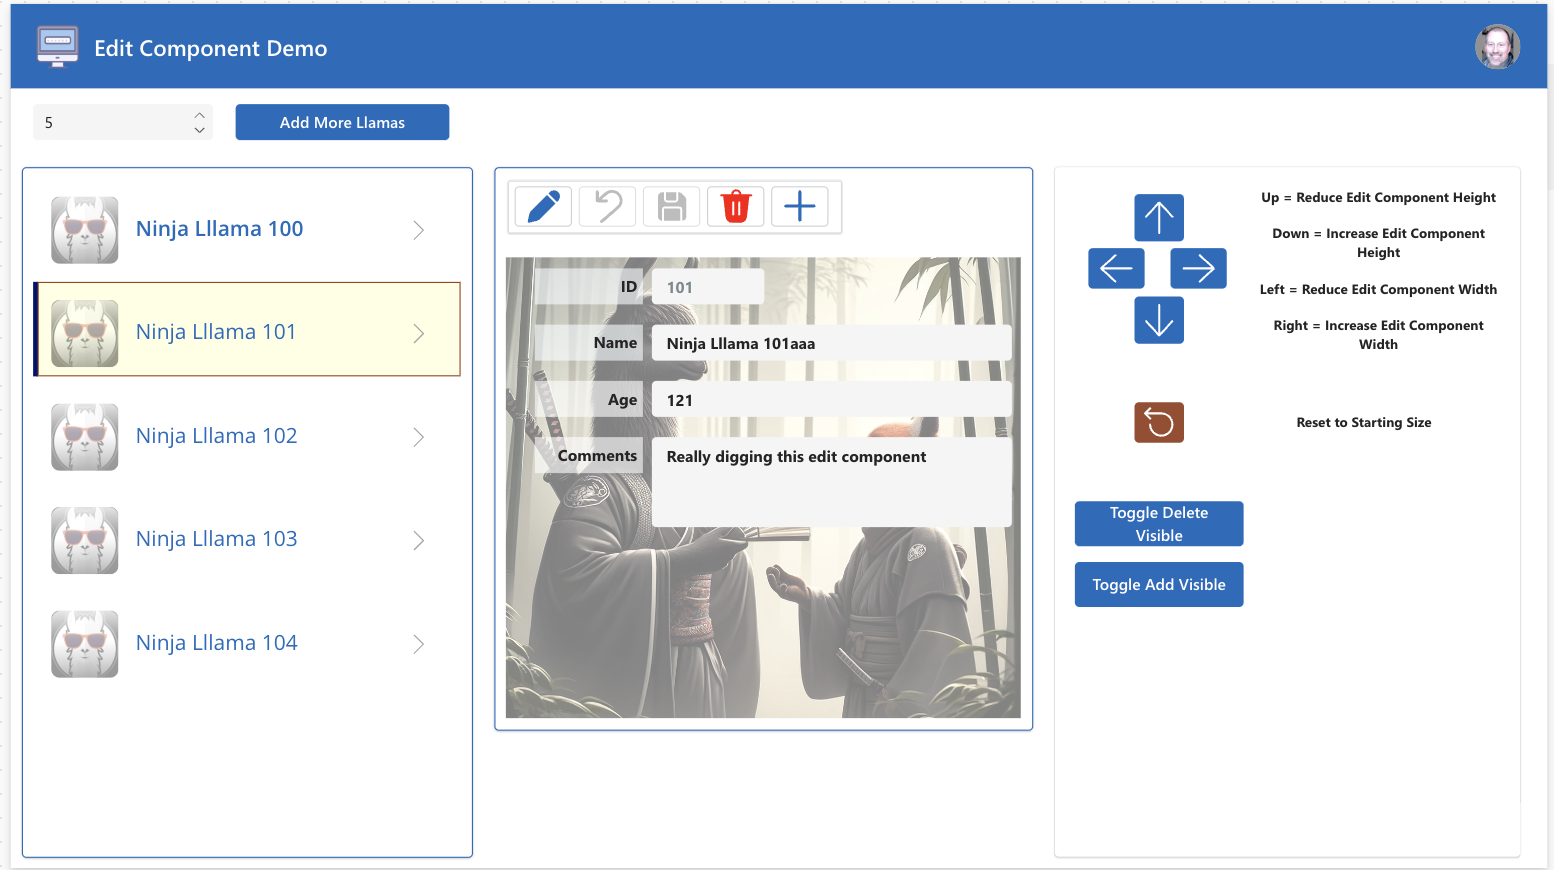 Edit Component Demo
5
Add More Llamas
Ninja Lllama 100
Ninja Lllama 101
Ninja Lllama 102
Ninja Lllama 103
Ninja Lllama 104
ID
101
Name
Ninja Lllama 101aaa
Age
121
Comments
Really digging this edit component
Up = Reduce Edit Component Height
Down = Increase Edit Component
Height
Left = Reduce Edit Component Width
Right = Increase Edit Component
Width
Reset to Starting Size
Toggle Delete
Visible
Toggle Add Visible